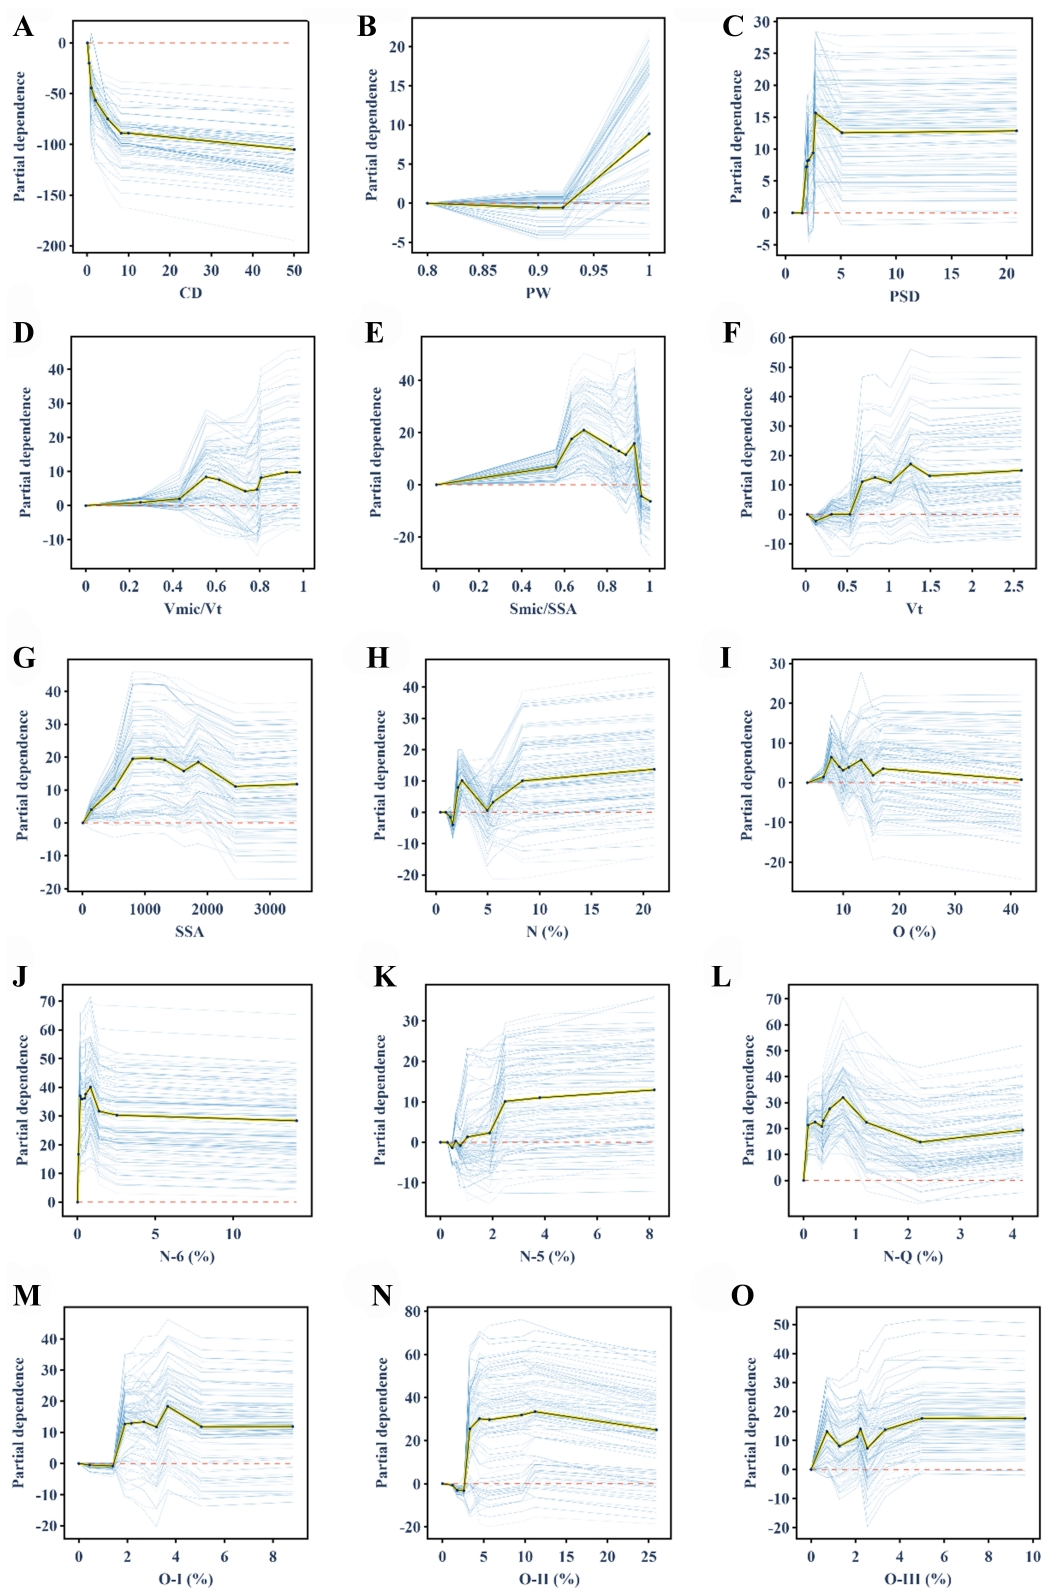 A
Partial dependence
0
-50
-100
-150
-200
0 10 20 30 40 50
CD
B
Partial dependence
20
15
10
5
0
-5
0.8 0.85 0.9 0.95 1
PW
C
Partial dependence
30
25
20
15
10
5
0
-5
0 5 10 15 20
PSD
D
Partial dependence
40
30
20
10
0
-10
0 0.2 0.4 0.6 0.8 1
Vmic/Vt
E
Partial dependence
40
20
0
-20
0 0.2 0.4 0.6 0.8 1
Smic/SSA
F
Partial dependence
60
50
40
30
20
10
0
-10
0 0.5 1 1.5 2 2.5
Vt
G
Partial dependence
40
30
20
10
0
-10
-20
0 1000 2000 3000
SSA
H
Partial dependence
40
30
20
10
0
-10
-20
0 5 10 15 20
N (%)
I
Partial dependence
30
20
10
0
-10
-20
10 20 30 40
O (%)
J
Partial dependence
70
60
50
40
30
20
10
0
0 5 10
N-6 (%)
K
Partial dependence
30
20
10
0
-10
0 2 4 6 8
N-5 (%)
L
Partial dependence
70
60
50
40
30
20
10
0
0 1 2 3 4
N-Q (%)
M
Partial dependence
40
30
20
10
0
-10
-20
0 2 4 6 8
O-I (%)
N
Partial dependence
80
60
40
20
0
-20
0 5 10 15 20 25
O-II (%)
O
Partial dependence
50
40
30
20
10
0
-10
-20
0 2 4 6 8 10
O-III (%)